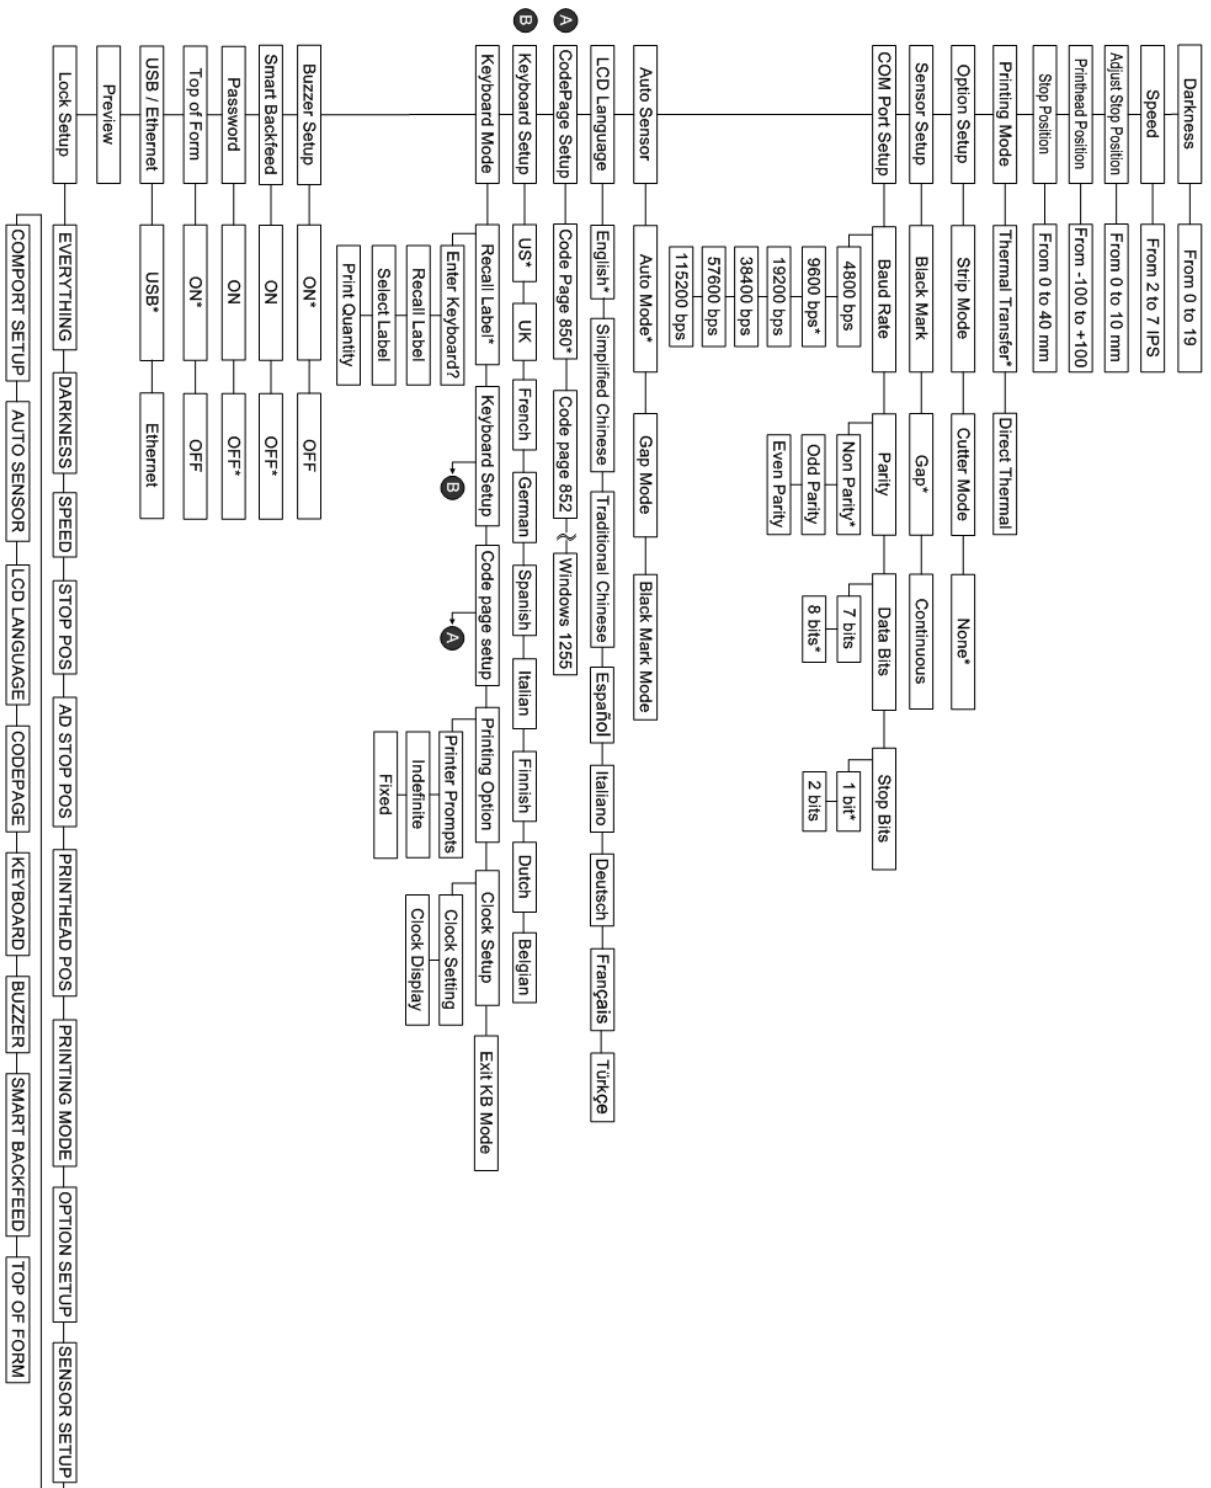 Darkness
From 0 to 19
Speed
From 2 to 7 IPS
Adjust Stop Position
From 0 to 10 mm
Printhead Position
From -100 to +100
Stop Position
From 0 to 40 mm
Printing Mode
Thermal Transfer*
Direct Thermal
Option Setup
Strip Mode
Cutter Mode
None*
Sensor Setup
Black Mark
Gap*
Continuous
COM Port Setup
Baud Rate
Parity
Data Bits
Stop Bits
4800 bps
Non Parity*
7 bits
1 bit*
9600 bps*
Odd Parity
8 bits*
2 bits
19200 bps
Even Parity
38400 bps
57600 bps
115200 bps
Auto Sensor
Auto Mode*
Gap Mode
Black Mark Mode
LCD Language
English*
Simplified Chinese
Traditional Chinese
Español
Italiano
Deutsch
Français
Türkçe
A
CodePage Setup
Code Page 850*
Code page 852
Windows 1255
B
Keyboard Setup
US*
UK
French
German
Spanish
Italian
Finnish
Dutch
Belgian
Keyboard Mode
Recall Label*
Keyboard Setup
Code page setup
Printing Option
Clock Setup
Exit KB Mode
Enter Keyboard?
B
A
Printer Prompts
Clock Setting
Recall Label
Indefinite
Clock Display
Select Label
Fixed
Print Quantity
Buzzer Setup
ON*
OFF
Smart Backfeed
ON
OFF*
Password
ON
OFF*
Top of Form
ON*
OFF
USB / Ethernet
USB*
Ethernet
Preview
Lock Setup
EVERYTHING
DARKNESS
SPEED
STOP POS
AD STOP POS
PRINTHEAD POS
PRINTING MODE
OPTION SETUP
SENSOR SETUP
COMPORT SETUP
AUTO SENSOR
LCD LANGUAGE
CODEPAGE
KEYBOARD
BUZZER
SMART BACKFEED
TOP OF FORM